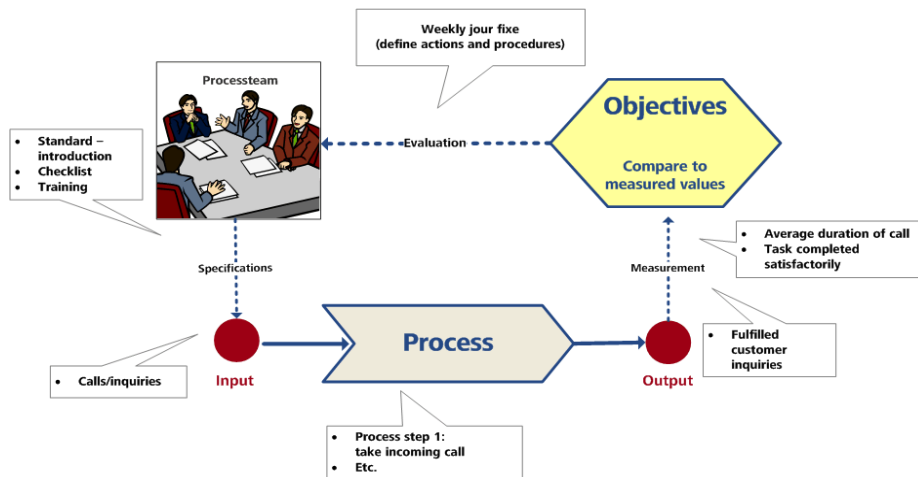 Weekly jour fixe
(define actions and procedures)
Processteam
Objectives
Compare to
measured values
Evaluation
• Standard –
introduction
• Checklist
• Training
• Average duration of call
• Task completed
satisfactorily
Specifications
Measurement
Process
• Calls/inquiries
Input
Output
• Fulfilled
customer
inquiries
• Process step 1:
take incoming call
• Etc.